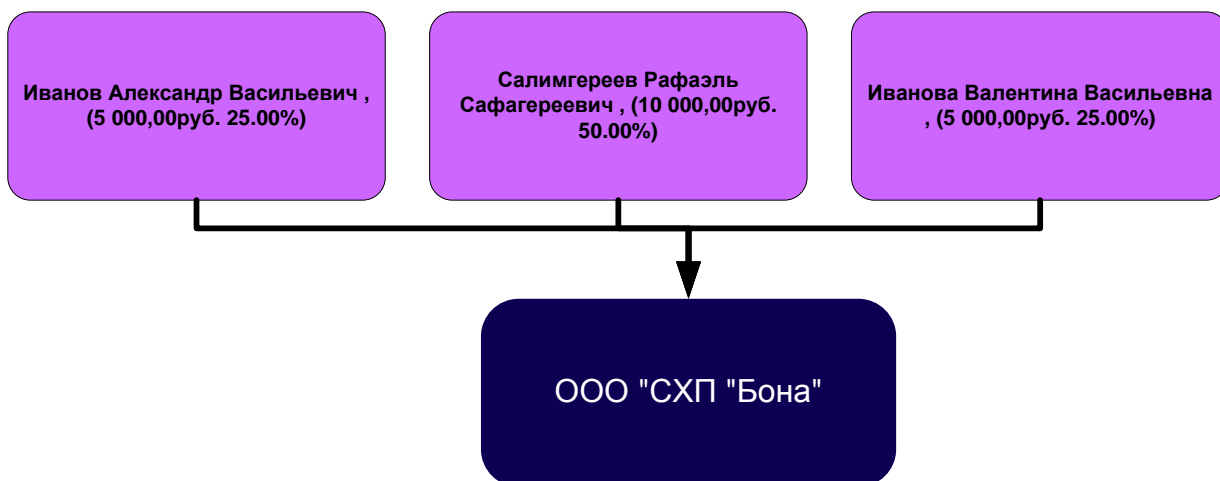 Иванов Александр Васильевич ,
(5 000,00руб. 25.00%)
Салимгереев Рафаэль
Сафагереевич , (10 000,00руб.
50.00%)
Иванова Валентина Васильевна
, (5 000,00руб. 25.00%)
ООО "СХП "Бона"